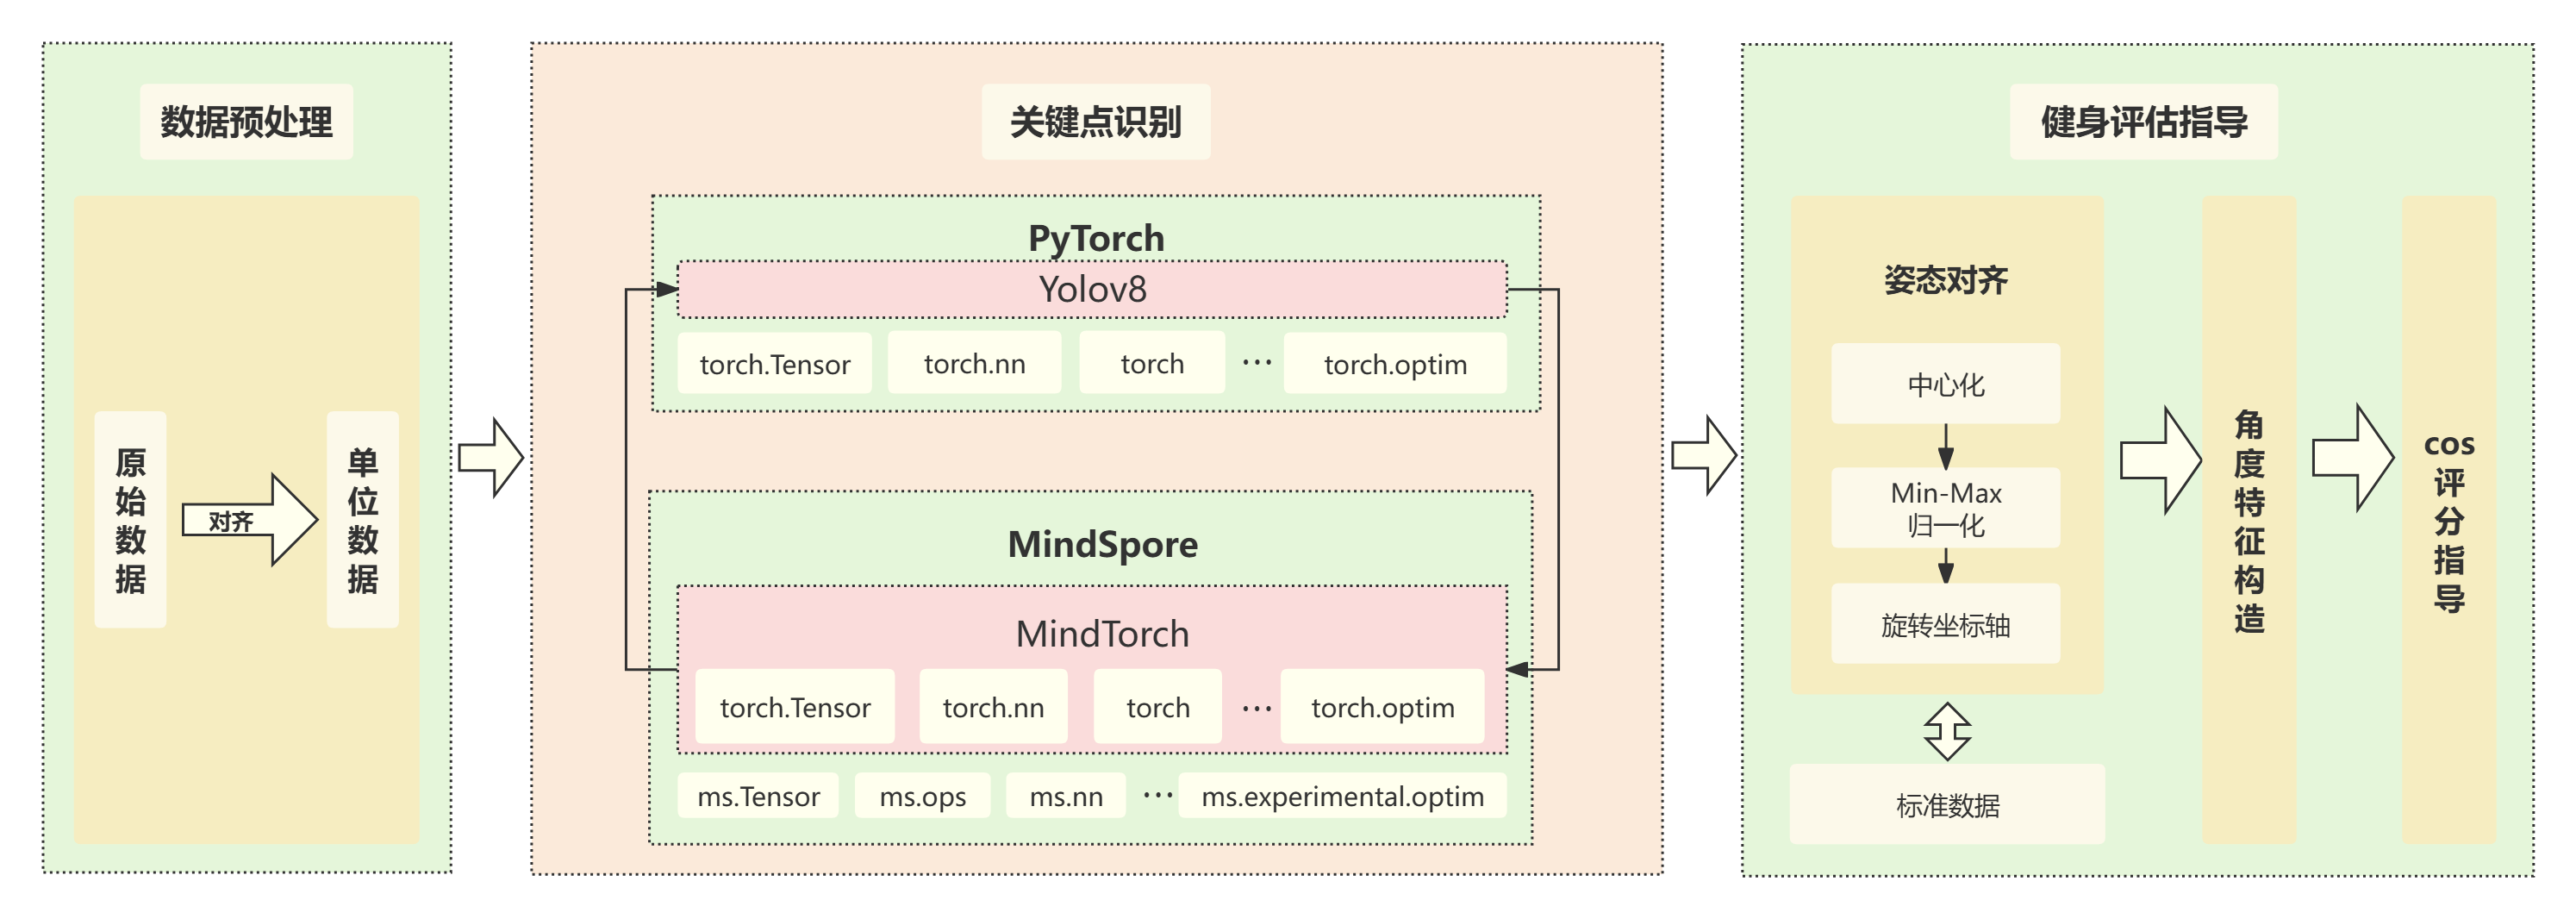 数据预处理
原始数据
对齐
单位数据
关键点识别
PyTorch
Yolov8
torch.Tensor
torch.nn
torch
...
torch.optim
MindSpore
MindTorch
torch.Tensor
torch.nn
torch
...
torch.optim
ms.Tensor
ms.ops
ms.nn
...
ms.experimental.optim
健身评估指导
姿态对齐
中心化
Min-Max
归一化
旋转坐标轴
标准数据
角度特征构造
cos
评分指导